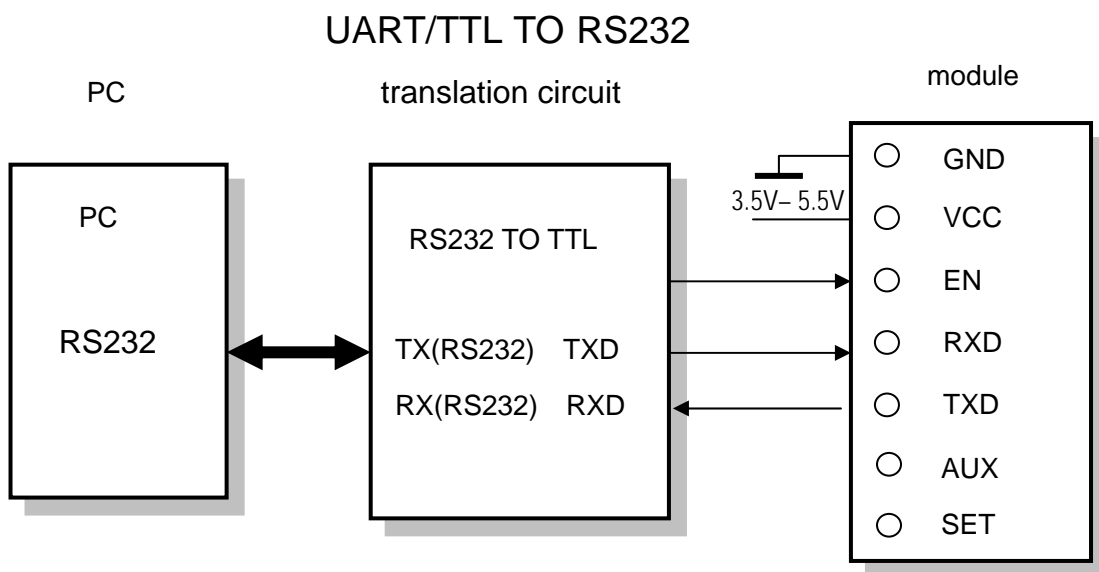 UART/TTL TO RS232
PC
translation circuit
module
PC
RS232
RS232 TO TTL
TX(RS232) TXD
RX(RS232) RXD
3.5V– 5.5V
GND
VCC
EN
RXD
TXD
AUX
SET